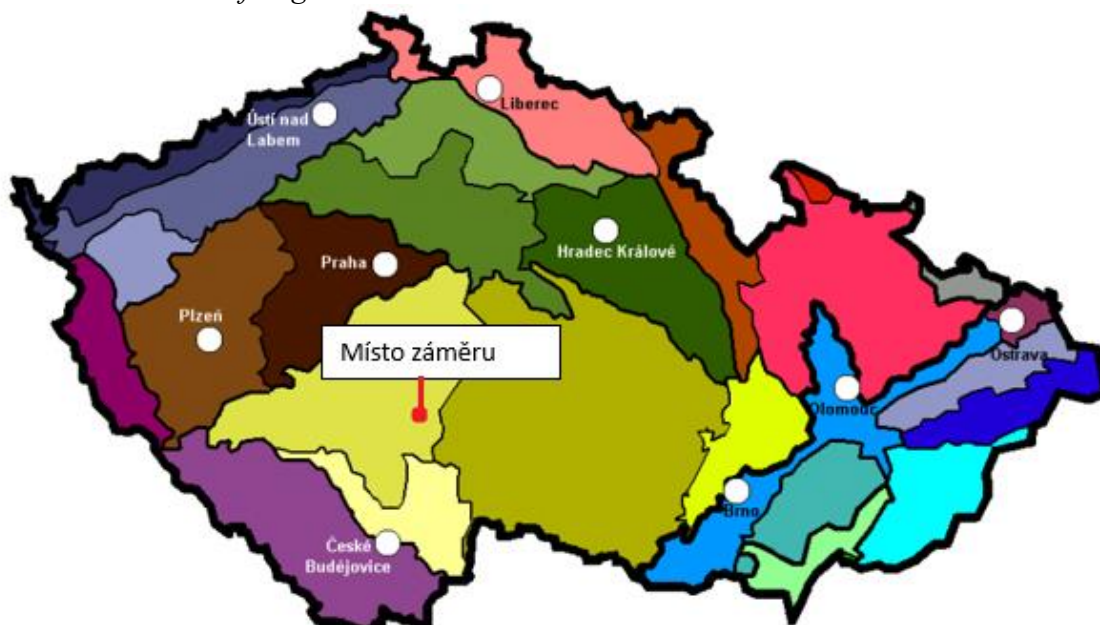 Liberec
Ústí nad
Labem
Hradec Králové
Praha
Plzeň
Místo záměru
Ostrava
Olomouc
Brno
České
Budějovice